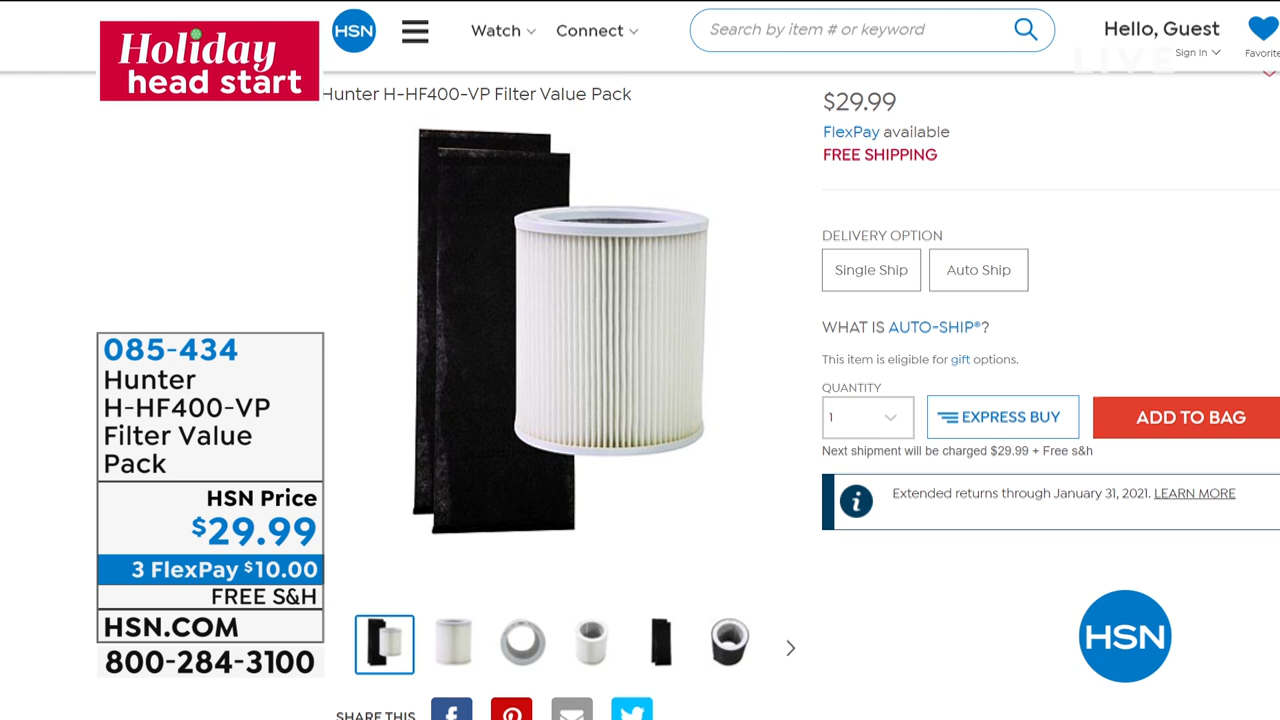 Holiday
head start
HSN
Watch
Connect
Search by item # or keyword
Hello, Guest
Sign In
Favorite
LIVE
Hunter H-HF400-VP Filter Value Pack
$29.99
FlexPay available
FREE SHIPPING
DELIVERY OPTION
Single Ship
Auto Ship
WHAT IS AUTO-SHIP®?
This item is eligible for gift options.
QUANTITY
1
EXPRESS BUY
ADD TO BAG
Next shipment will be charged $29.99 + Free s&h
Extended returns through January 31, 2021. LEARN MORE
085-434
Hunter
H-HF400-VP
Filter Value
Pack
HSN Price
$29.99
3 FlexPay $10.00
FREE S&H
HSN.COM
800-284-3100
HSN
SHARE THIS